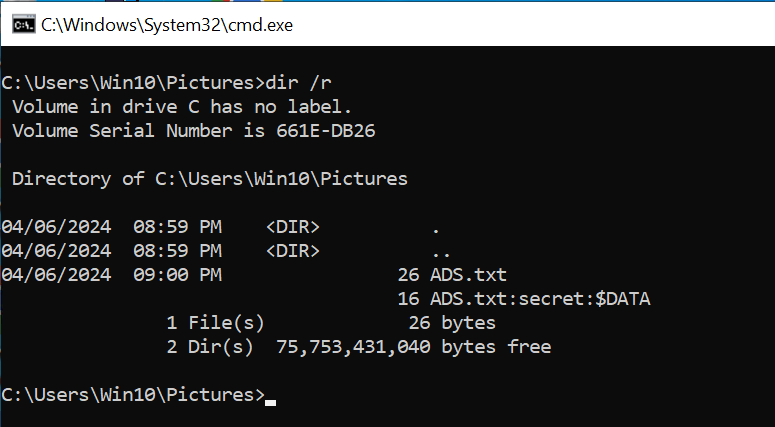 C:\Windows\System32\cmd.exe
C:\Users\Win10\Pictures>dir /r
 Volume in drive C has no label.
 Volume Serial Number is 661E-DB26
 Directory of C:\Users\Win10\Pictures
04/06/2024  08:59 PM    <DIR>          .
04/06/2024  08:59 PM    <DIR>          ..
04/06/2024  09:00 PM                26 ADS.txt
                                    16 ADS.txt:secret:$DATA
               1 File(s)             26 bytes
               2 Dir(s)  75,753,431,040 bytes free
C:\Users\Win10\Pictures>